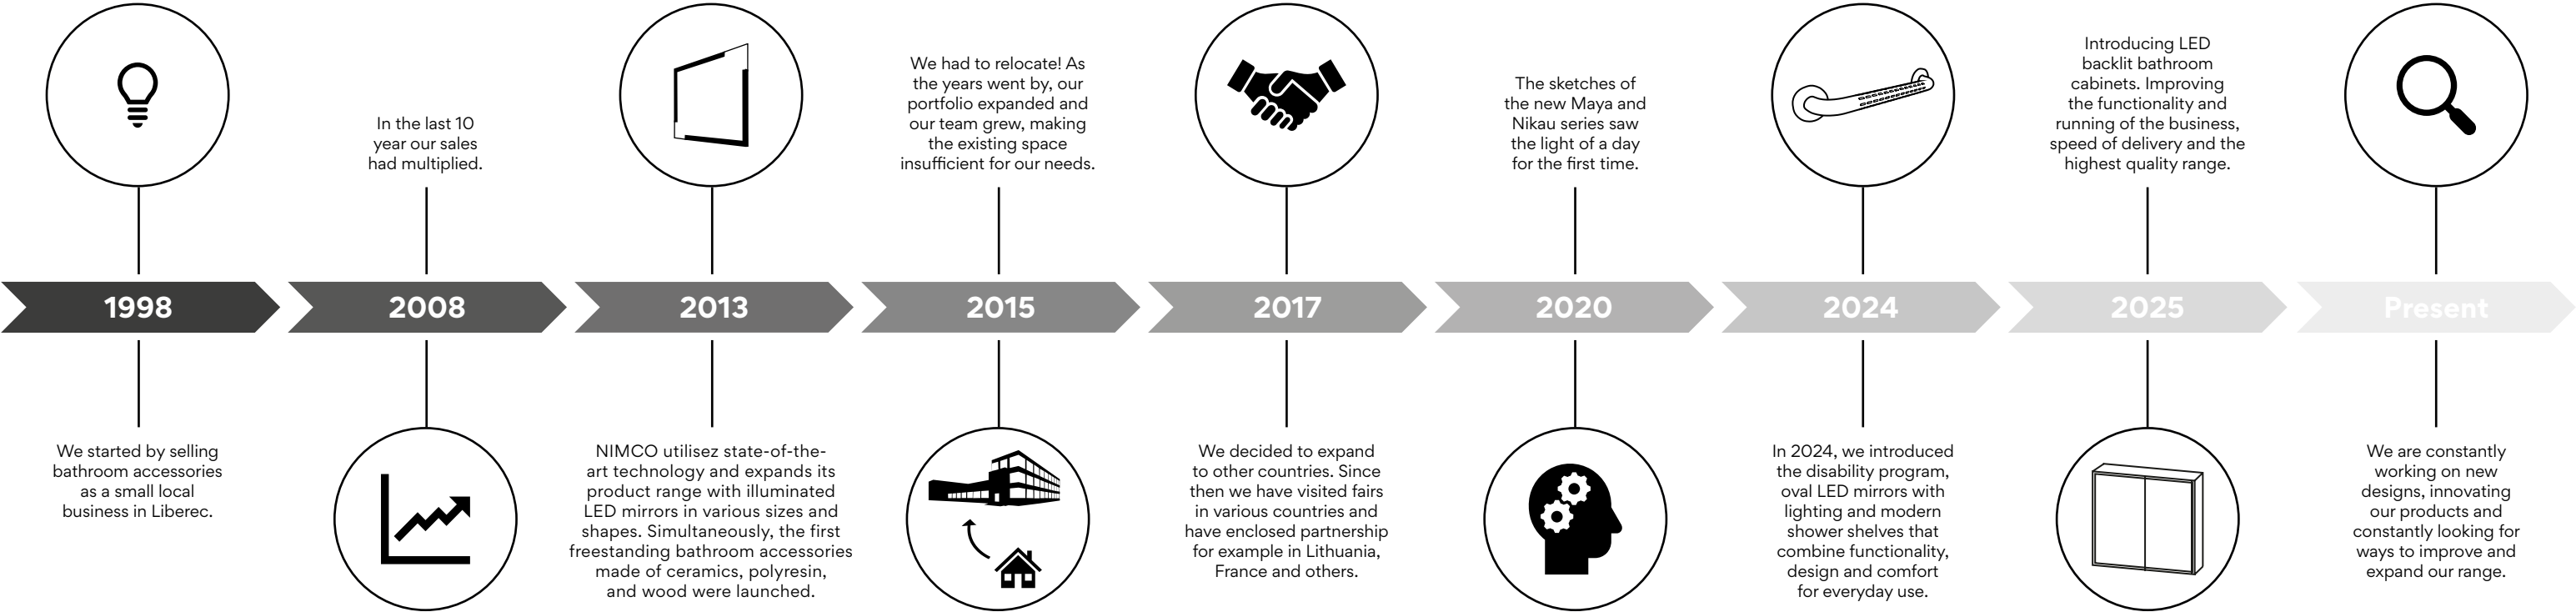 1998
We started by selling
bathroom accessories
as a small local
business in Liberec.
In the last 10
year our sales
had multiplied.
2008
2013
NIMCO utilisez state-of-the-
art technology and expands its
product range with illuminated
LED mirrors in various sizes and
shapes. Simultaneously, the first
freestanding bathroom accessories
made of ceramics, polyresin,
and wood were launched.
We had to relocate! As
the years went by, our
portfolio expanded and
our team grew, making
the existing space
insufficient for our needs.
2015
2017
We decided to expand
to other countries. Since
then we have visited fairs
in various countries and
have enclosed partnership
for example in Lithuania,
France and others.
The sketches of
the new Maya and
Nikau series saw
the light of a day
for the first time.
2020
2024
In 2024, we introduced
the disability program,
oval LED mirrors with
lighting and modern
shower shelves that
combine functionality,
design and comfort
for everyday use.
Introducing LED
backlit bathroom
cabinets. Improving
the functionality and
running of the business,
speed of delivery and the
highest quality range.
2025
Present
We are constantly
working on new
designs, innovating
our products and
constantly looking for
ways to improve and
expand our range.